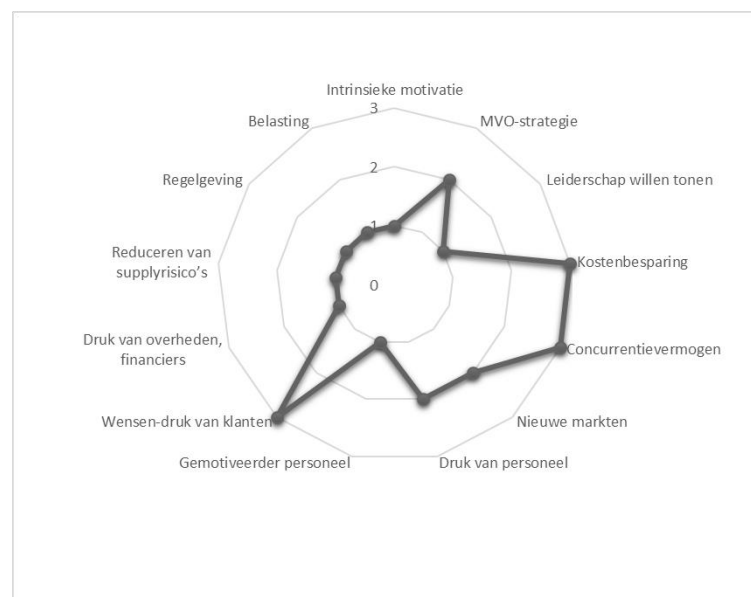 Intrinsieke motivatie
3
MVO-strategie
Belasting
2
Regelgeving
Leiderschap willen tonen
1
Reduceren van
supplyrisico’s
Kostenbesparing
0
Druk van overheden,
financiers
Concurrentievermogen
Wensen-druk van klanten
Nieuwe markten
Gemotiveerder personeel
Druk van personeel